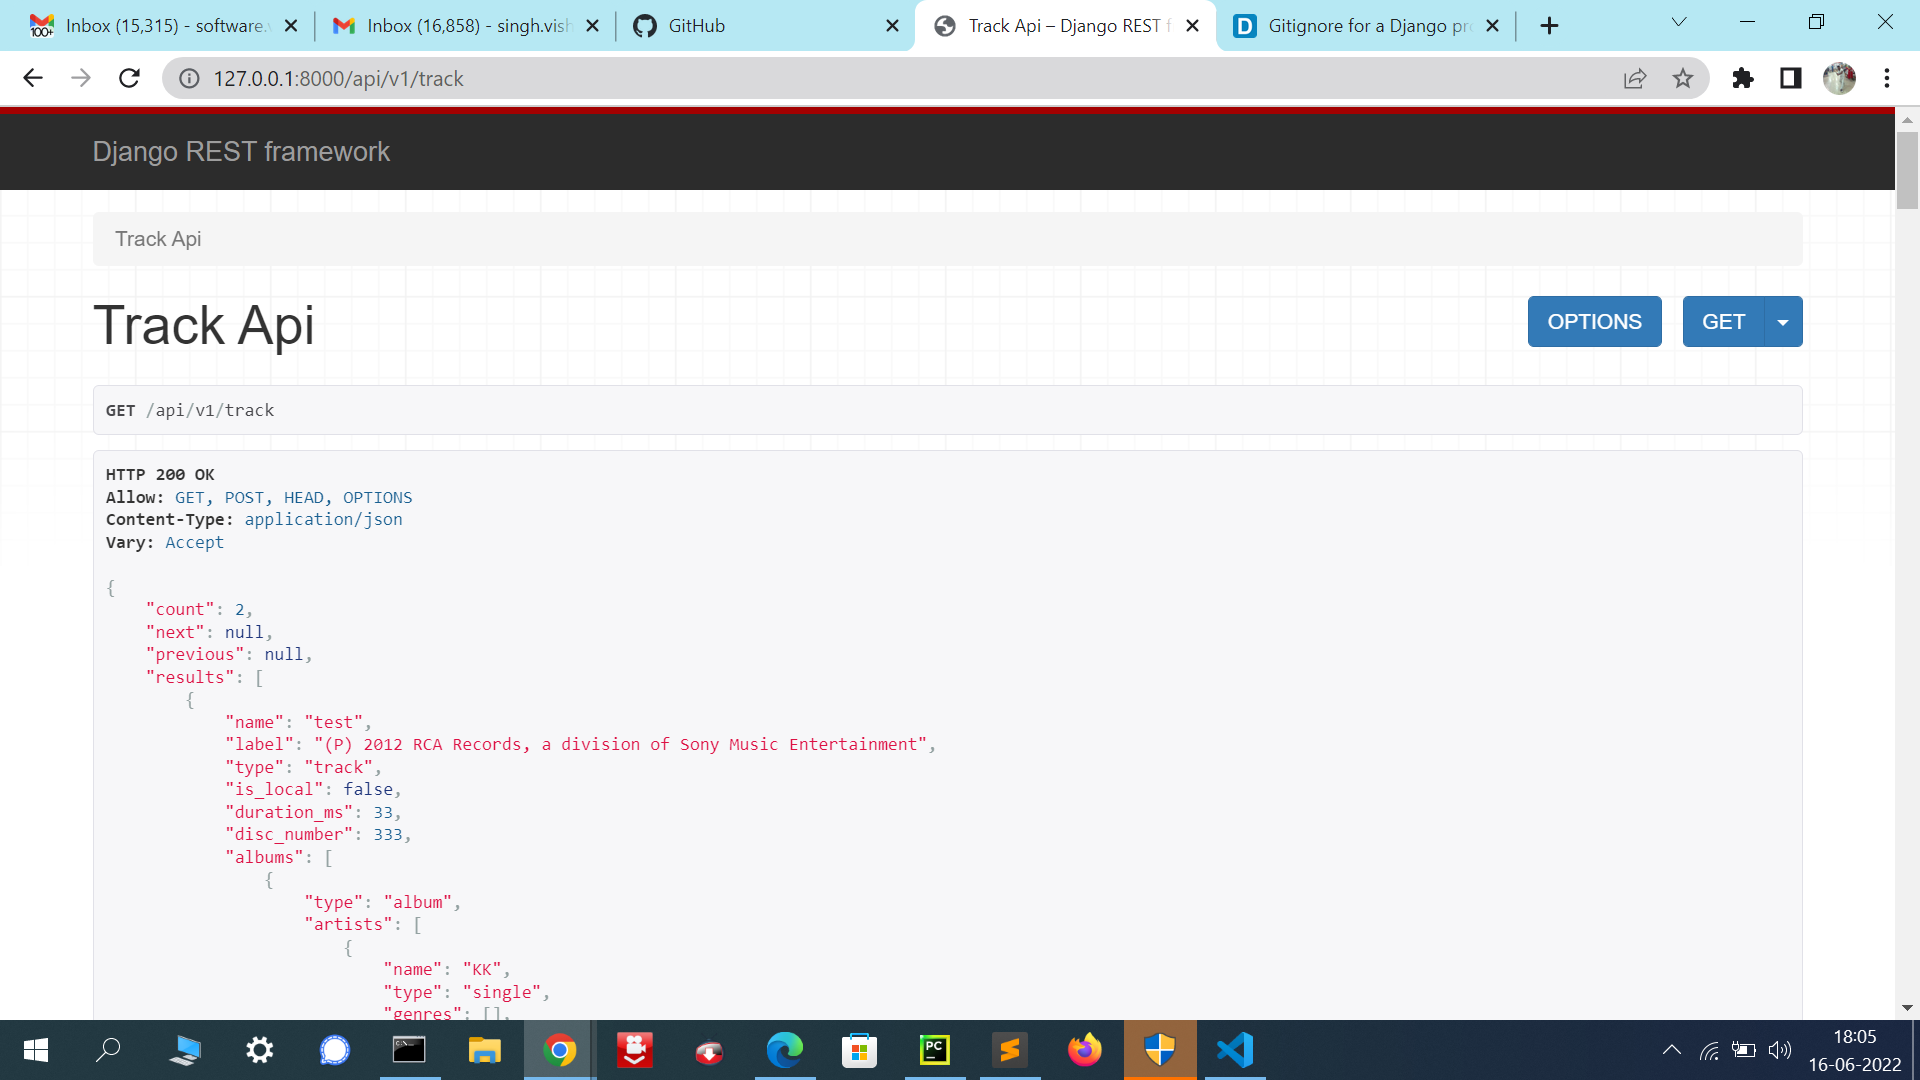 Inbox (15,315) - software.
Inbox (16,858) - singh.vish
GitHub
Track Api – Django REST f
Gitignore for a Django pro
127.0.0.1:8000/api/v1/track
Django REST framework
Track Api
Track Api
OPTIONS
GET
GET /api/v1/track
HTTP 200 OK
Allow: GET, POST, HEAD, OPTIONS
Content-Type: application/json
Vary: Accept
{
    "count": 2,
    "next": null,
    "previous": null,
    "results": [
        {
            "name": "test",
            "label": "(P) 2012 RCA Records, a division of Sony Music Entertainment",
            "type": "track",
            "is_local": false,
            "duration_ms": 33,
            "disc_number": 333,
            "albums": [
                {
                    "type": "album",
                    "artists": [
                        {
                            "name": "KK",
                            "type": "single",
                            "genres": [],
18:05
16-06-2022